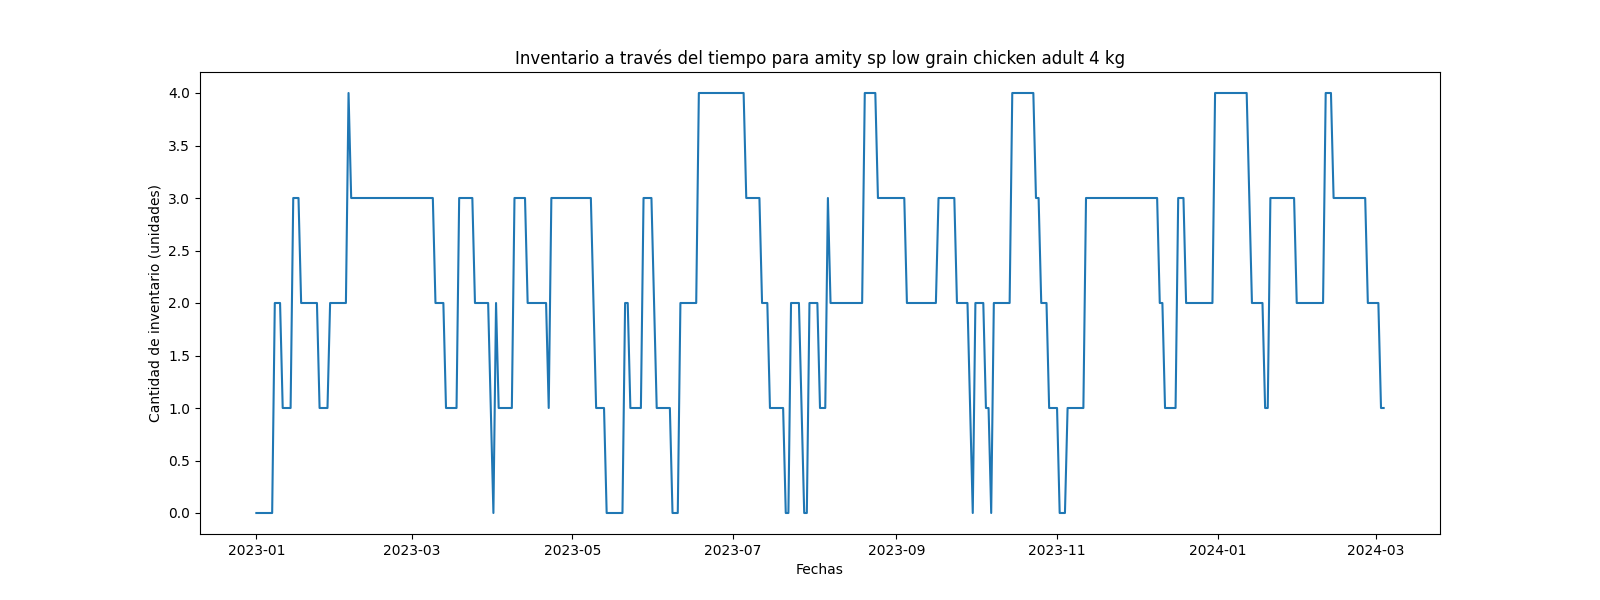 Inventario a través del tiempo para amity sp low grain chicken adult 4 kg
Cantidad de inventario (unidades)
4.0
3.5
3.0
2.5
2.0
1.5
1.0
0.5
0.0
2023-01 2023-03 2023-05 2023-07 2023-09 2023-11 2024-01 2024-03
Fechas